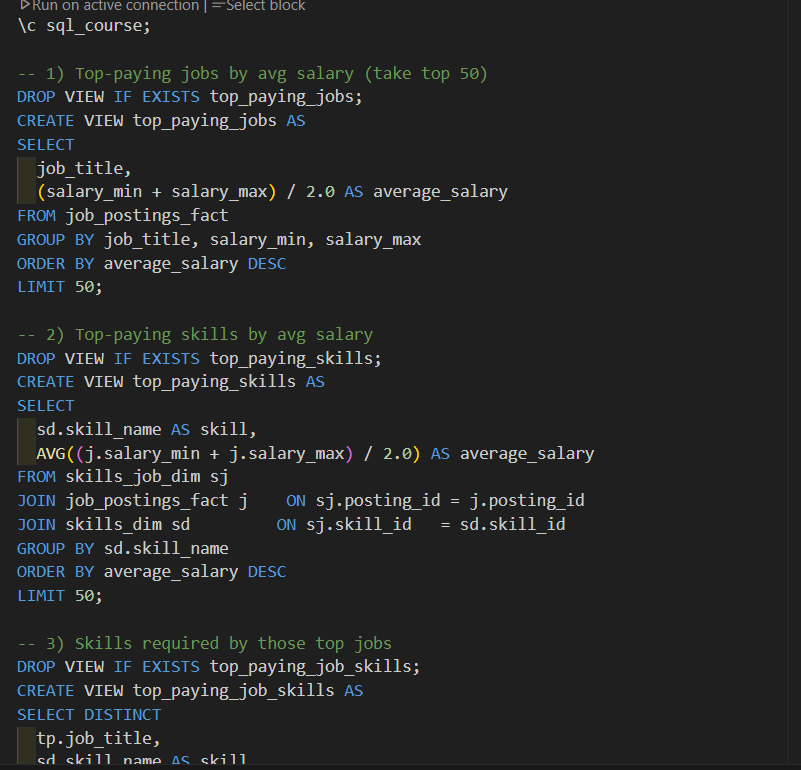 Run on active connection | Select block
\c sql_course;
-- 1) Top-paying jobs by avg salary (take top 50)
DROP VIEW IF EXISTS top_paying_jobs;
CREATE VIEW top_paying_jobs AS
SELECT
job_title,
(salary_min + salary_max) / 2.0 AS average_salary
FROM job_postings_fact
GROUP BY job_title, salary_min, salary_max
ORDER BY average_salary DESC
LIMIT 50;
-- 2) Top-paying skills by avg salary
DROP VIEW IF EXISTS top_paying_skills;
CREATE VIEW top_paying_skills AS
SELECT
sd.skill_name AS skill,
AVG((j.salary_min + j.salary_max) / 2.0) AS average_salary
FROM skills_job_dim sj
JOIN job_postings_fact j    ON sj.posting_id = j.posting_id
JOIN skills_dim sd         ON sj.skill_id   = sd.skill_id
GROUP BY sd.skill_name
ORDER BY average_salary DESC
LIMIT 50;
-- 3) Skills required by those top jobs
DROP VIEW IF EXISTS top_paying_job_skills;
CREATE VIEW top_paying_job_skills AS
SELECT DISTINCT
tp.job_title,
sd.skill_name AS skill